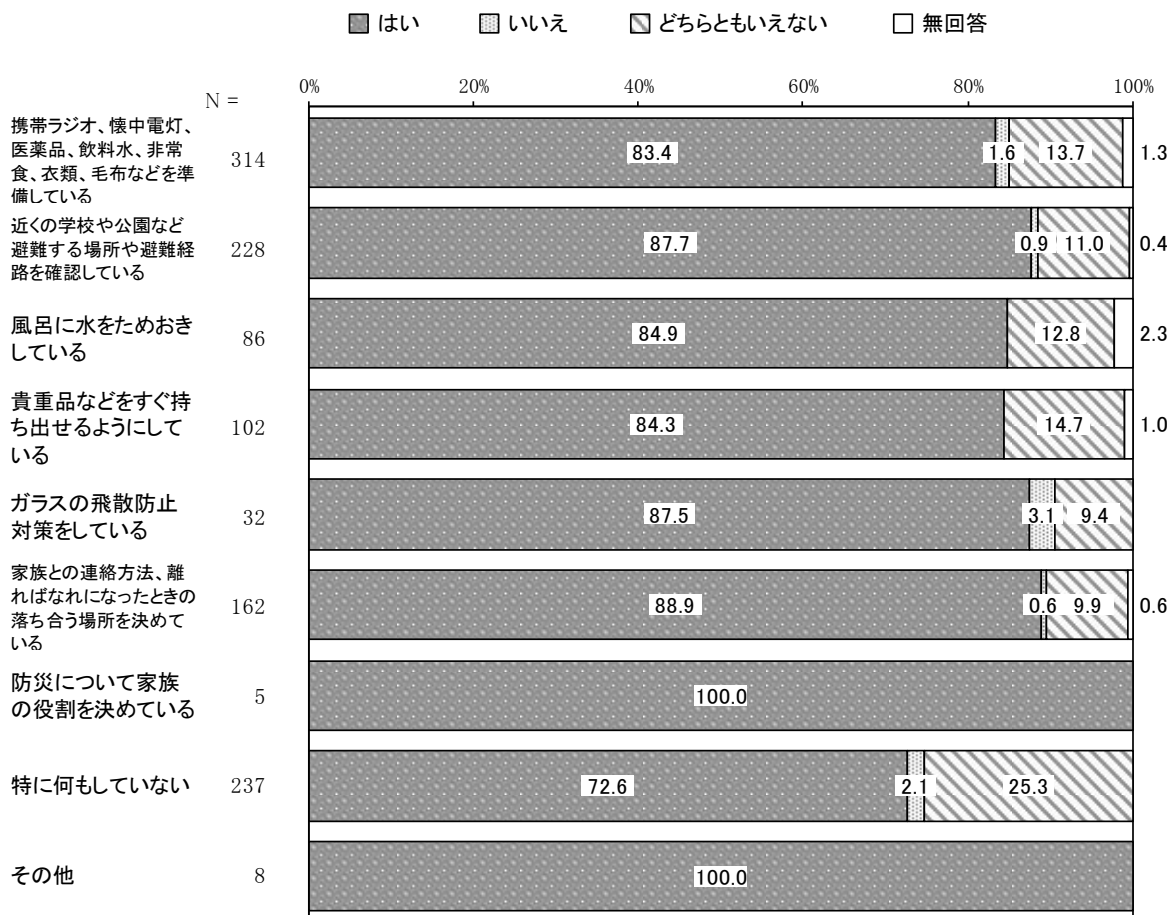 はい いいえ どちらともいえない 無回答
0% 20% 40% 60% 80% 100%
N =
携帯ラジオ、懐中電灯、
医薬品、飲料水、非常
食、衣類、毛布などを準
備している
314
83.4 1.6 13.7 1.3
近くの学校や公園など
避難する場所や避難経
路を確認している
228
87.7 0.9 11.0 0.4
風呂に水をためおき
している
86
84.9 12.8 2.3
貴重品などをすぐ持
ち出せるようにして
いる
102
84.3 14.7 1.0
ガラスの飛散防止
対策をしている
32
87.5 3.1 9.4
家族との連絡方法、離
ればなれになったときの
落ち合う場所を決めて
いる
162
88.9 0.6 9.9 0.6
防災について家族
の役割を決めている
5
100.0
特に何もしていない
237
72.6 2.1 25.3
その他
8
100.0